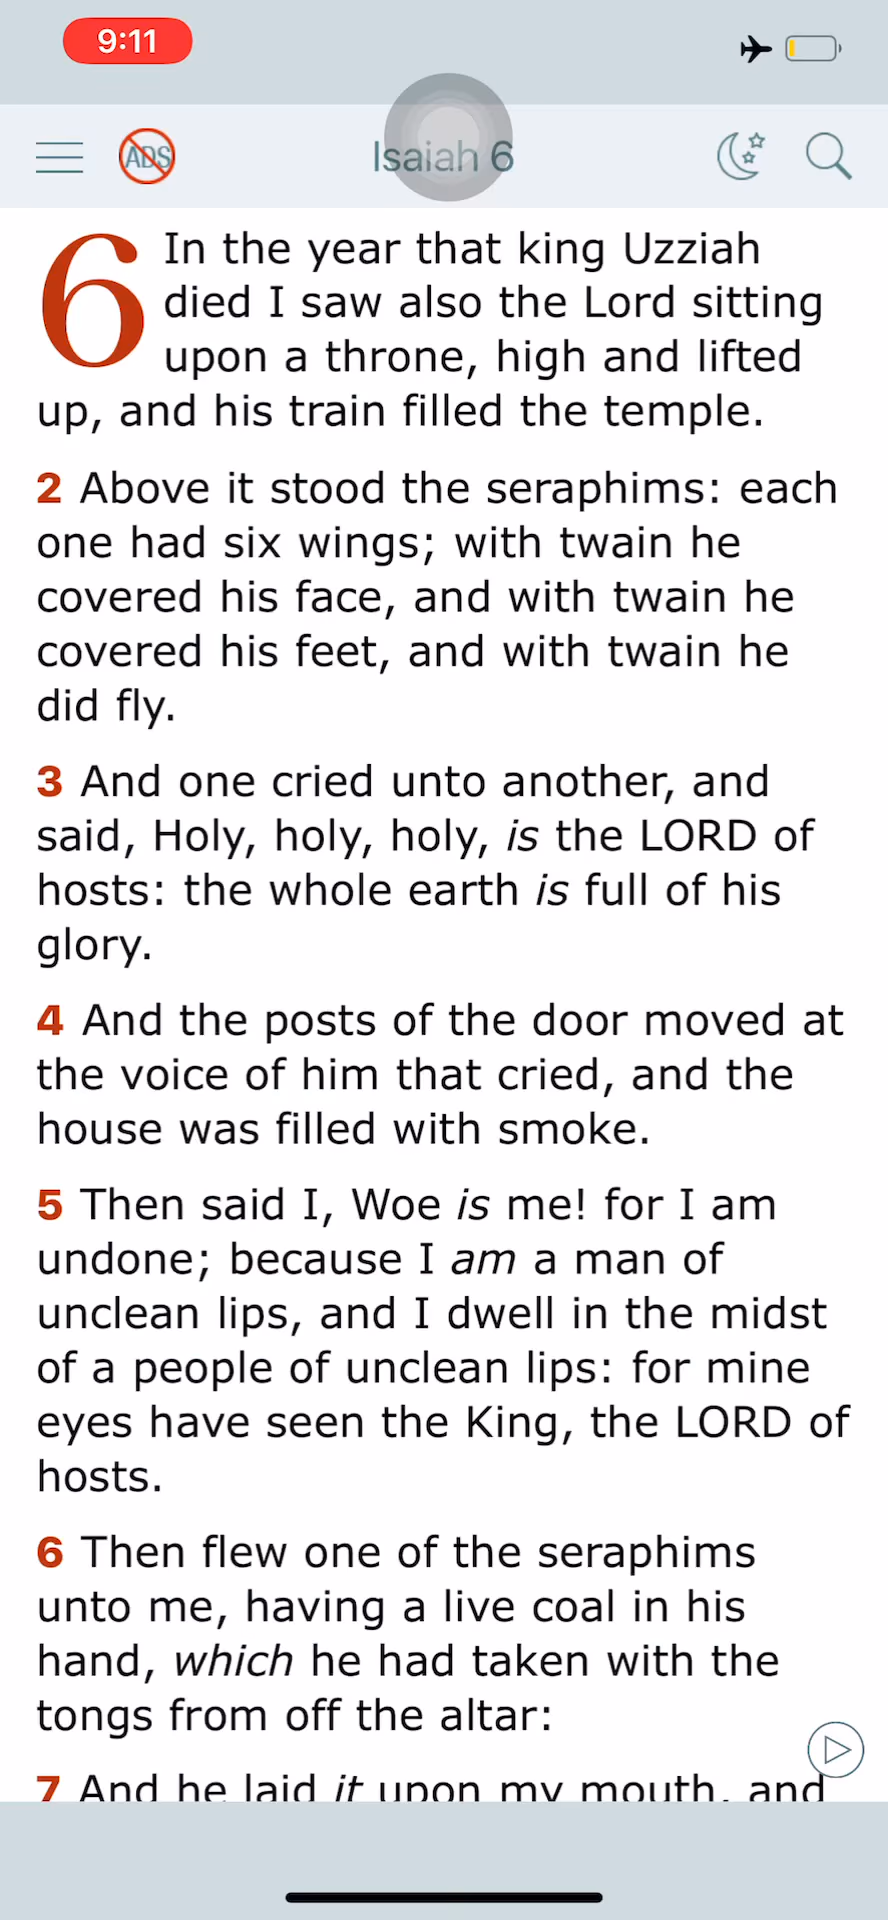 9:11
ADS
Isaiah 6
6 In the year that king Uzziah
died I saw also the Lord sitting
upon a throne, high and lifted
up, and his train filled the temple.
2 Above it stood the seraphims: each
one had six wings; with twain he
covered his face, and with twain he
covered his feet, and with twain he
did fly.
3 And one cried unto another, and
said, Holy, holy, holy, is the LORD of
hosts: the whole earth is full of his
glory.
4 And the posts of the door moved at
the voice of him that cried, and the
house was filled with smoke.
5 Then said I, Woe is me! for I am
undone; because I am a man of
unclean lips, and I dwell in the midst
of a people of unclean lips: for mine
eyes have seen the King, the LORD of
hosts.
6 Then flew one of the seraphims
unto me, having a live coal in his
hand, which he had taken with the
tongs from off the altar:
7 And he laid it upon my mouth, and